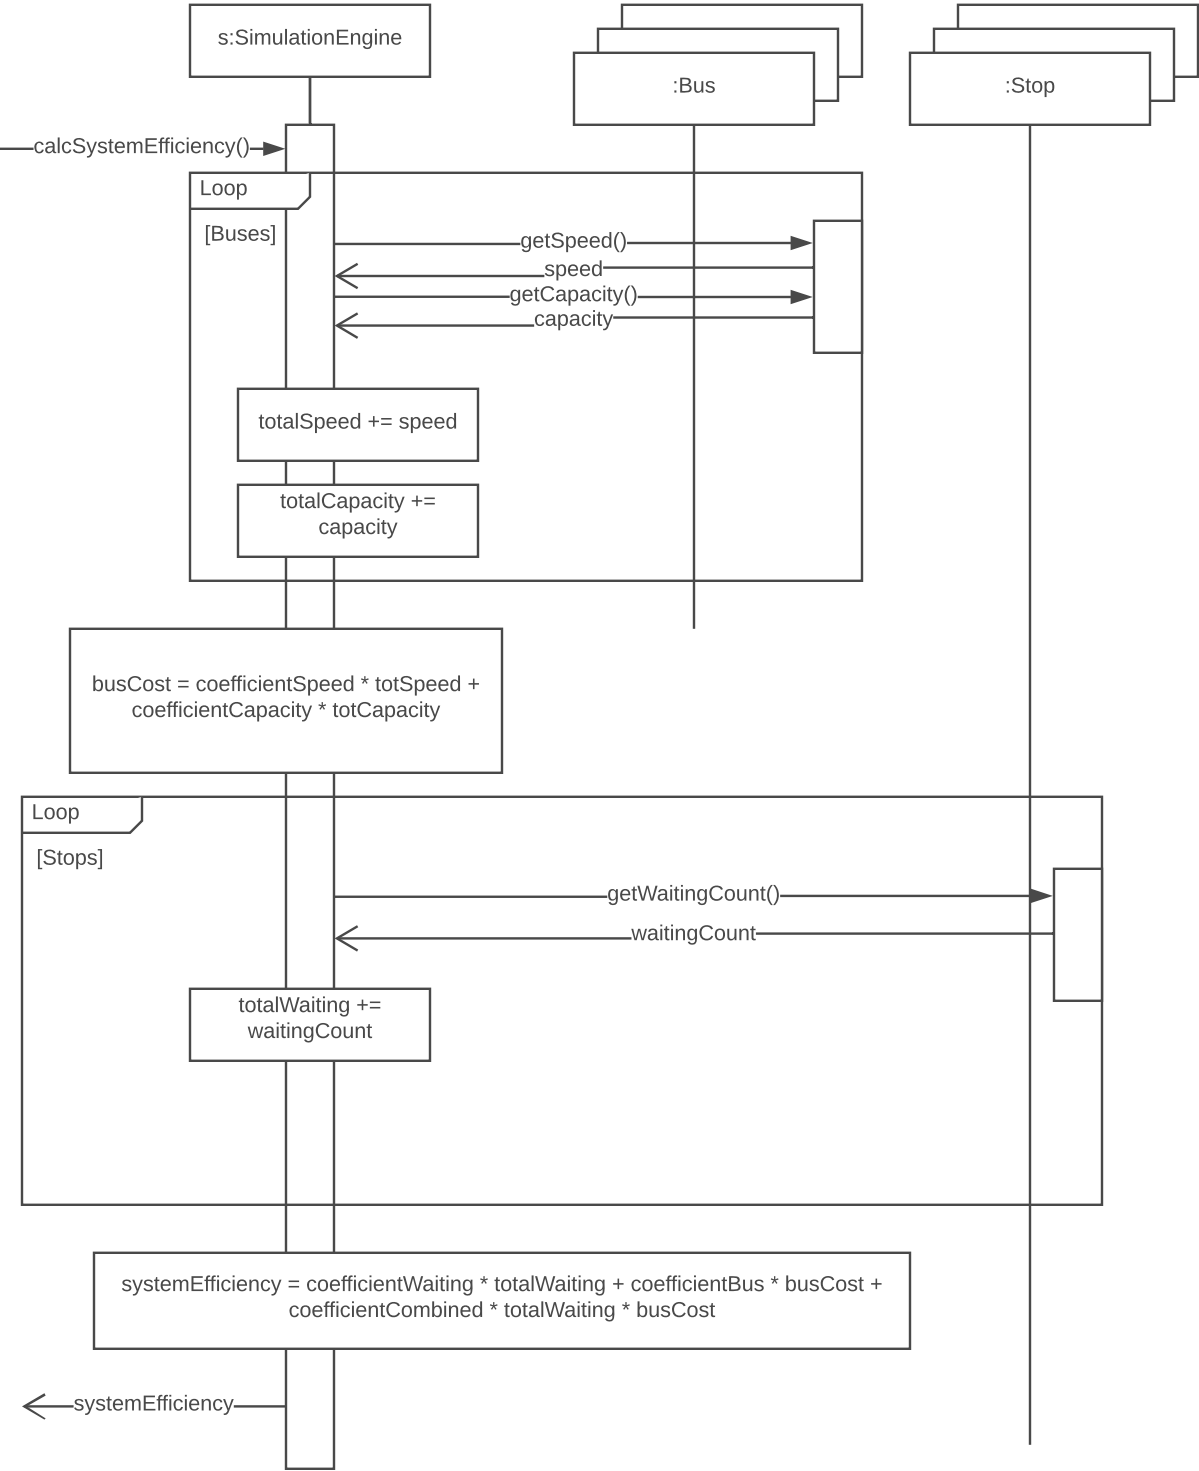 s:SimulationEngine
:Bus
:Stop
calcSystemEfficiency()
Loop
[Buses]
getSpeed()
speed
getCapacity()
capacity
totalSpeed += speed
totalCapacity +=
capacity
busCost = coefficientSpeed * totSpeed +
coefficientCapacity * totCapacity
Loop
[Stops]
getWaitingCount()
waitingCount
totalWaiting +=
waitingCount
systemEfficiency = coefficientWaiting * totalWaiting + coefficientBus * busCost +
coefficientCombined * totalWaiting * busCost
systemEfficiency